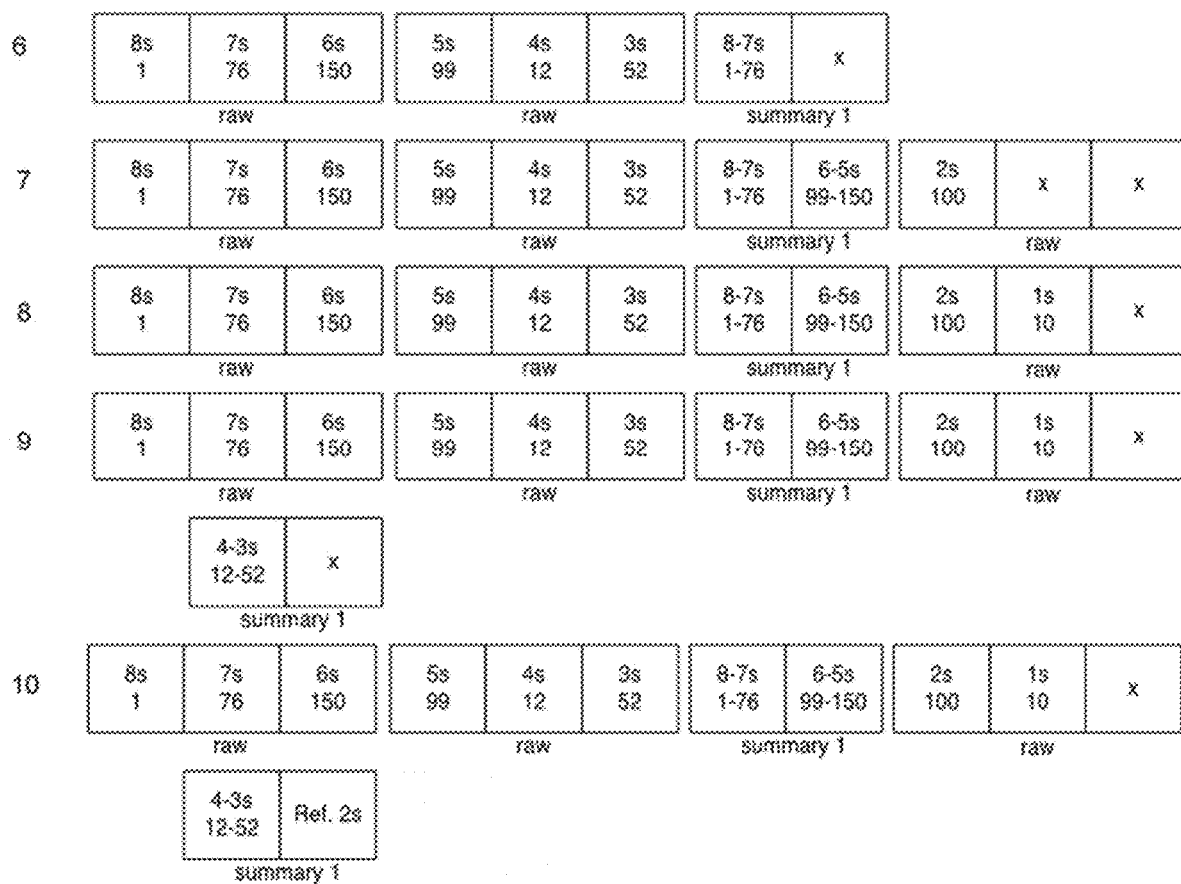 6
8s 7s 6s 5s 4s 3s 8-7s x
1 76 150 99 12 52 1-76
raw raw summary 1
7
8s 7s 6s 5s 4s 3s 8-7s 6-5s 2s x x
1 76 150 99 12 52 1-76 99-150 100
raw raw summary 1 raw
8
8s 7s 6s 5s 4s 3s 8-7s 6-5s 2s 1s x
1 76 150 99 12 52 1-76 99-150 100 10
raw raw summary 1 raw
9
8s 7s 6s 5s 4s 3s 8-7s 6-5s 2s 1s x
1 76 150 99 12 52 1-76 99-150 100 10
raw raw summary 1 raw
4-3s x
12-52
summary 1
10
8s 7s 6s 5s 4s 3s 8-7s 6-5s 2s 1s x
1 76 150 99 12 52 1-76 99-150 100 10
raw raw summary 1 raw
4-3s Ref. 2s
12-52
summary 1